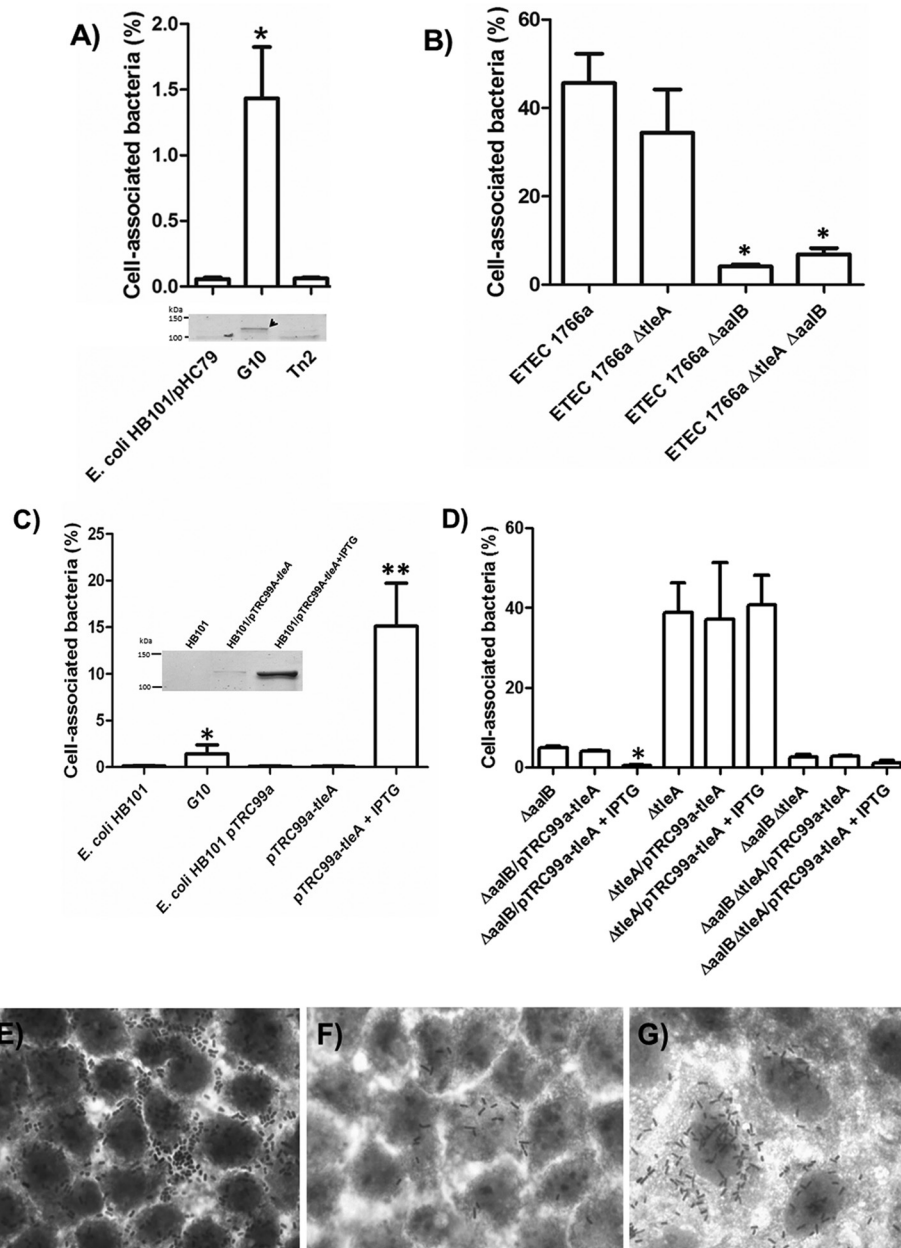 A)
Cell-associated bacteria (%)
2.0
1.5
1.0
0.5
0.0
*
kDa
150
100
E. coli HB101/pHC79
G10
Tn2
B)
Cell-associated bacteria (%)
60
40
20
0
*
*
ETEC 1766a
ETEC 1766a ΔtleA
ETEC 1766a ΔaalB
ETEC 1766a ΔtleA ΔaalB
C)
Cell-associated bacteria (%)
25
20
15
10
5
0
*
**
HB101
HB101/pTRC99A-tleA
HB101/pTRC99A-tleA+IPTG
kDa
150
100
E. coli HB101
G10
E. coli HB101 pTRC99a
pTRC99a-tleA
pTRC99a-tleA + IPTG
D)
Cell-associated bacteria (%)
60
40
20
0
*
ΔaalB
ΔaalB/pTRC99a-tleA
ΔaalB/pTRC99a-tleA + IPTG
ΔtleA
ΔtleA/pTRC99a-tleA
ΔtleA/pTRC99a-tleA + IPTG
ΔaalBΔtleA
ΔaalBΔtleA/pTRC99a-tleA
ΔaalBΔtleA/pTRC99a-tleA + IPTG
E)
F)
G)